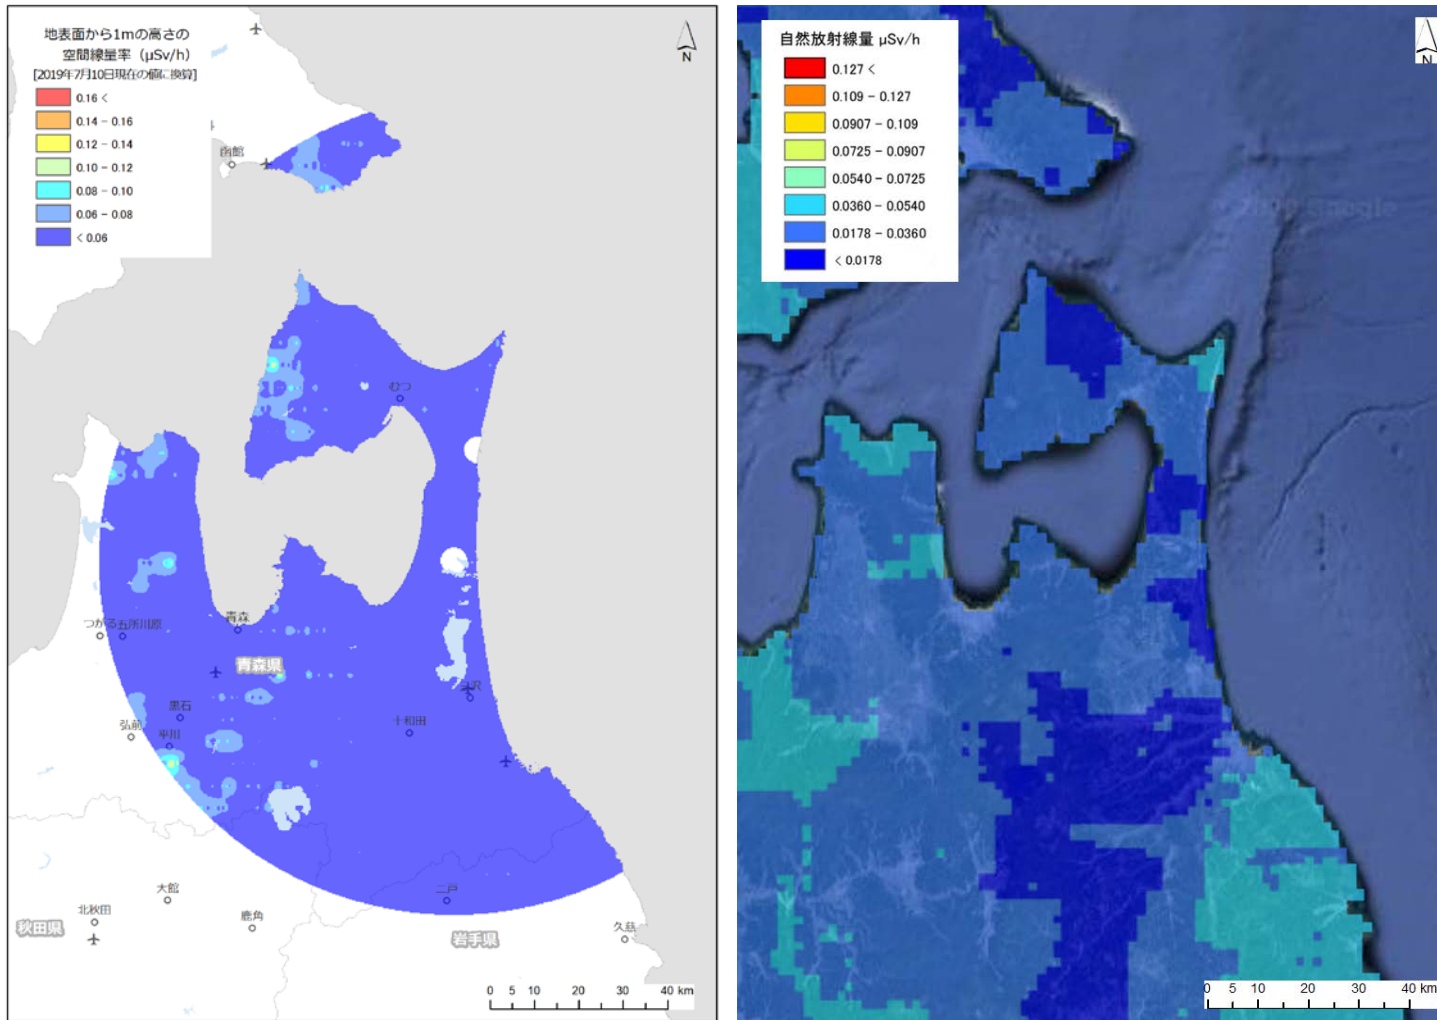 地表面から1mの高さの
空間線量率(μSv/h)
[2019年7月10日現在の値に換算]
0.16 <
0.14 - 0.16
0.12 - 0.14
0.10 - 0.12
0.08 - 0.10
0.06 - 0.08
< 0.06
N
函館
むつ
つがる 五所川原
青森
青森県
黒石
弘前
平川
十和田
大館
二戸
北秋田
鹿角
秋田県
岩手県
久慈
0 5 10 20 30 40 km
自然放射線量 μSv/h
0.127 <
0.109 - 0.127
0.0907 - 0.109
0.0725 - 0.0907
0.0540 - 0.0725
0.0360 - 0.0540
0.0178 - 0.0360
< 0.0178
N
Google
0 5 10 20 30 40 km